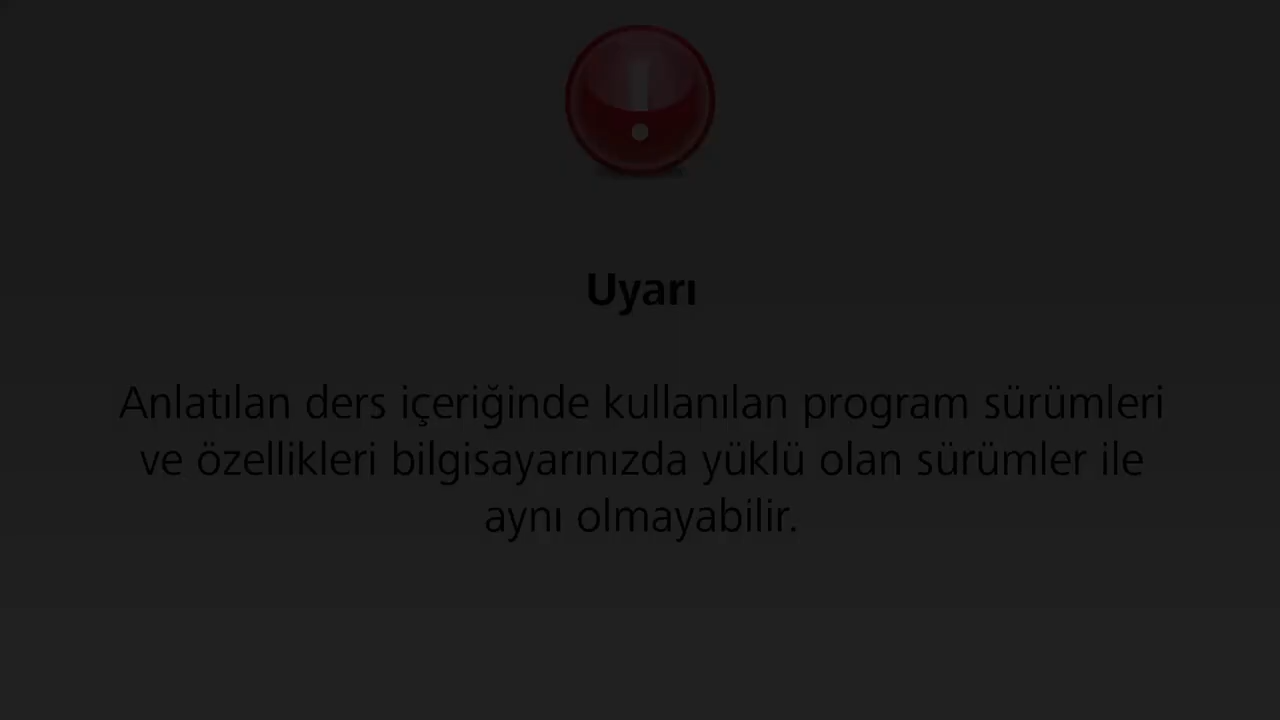 Uyarı
Anlatılan ders içeriğinde kullanılan program sürümleri
ve özellikleri bilgisayarınızda yüklü olan sürümler ile
aynı olmayabilir.